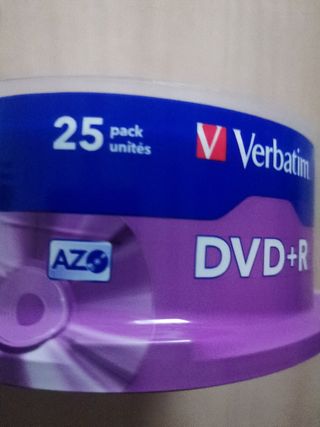 25 pack
unités
Verbatim
AZO
DVD+R